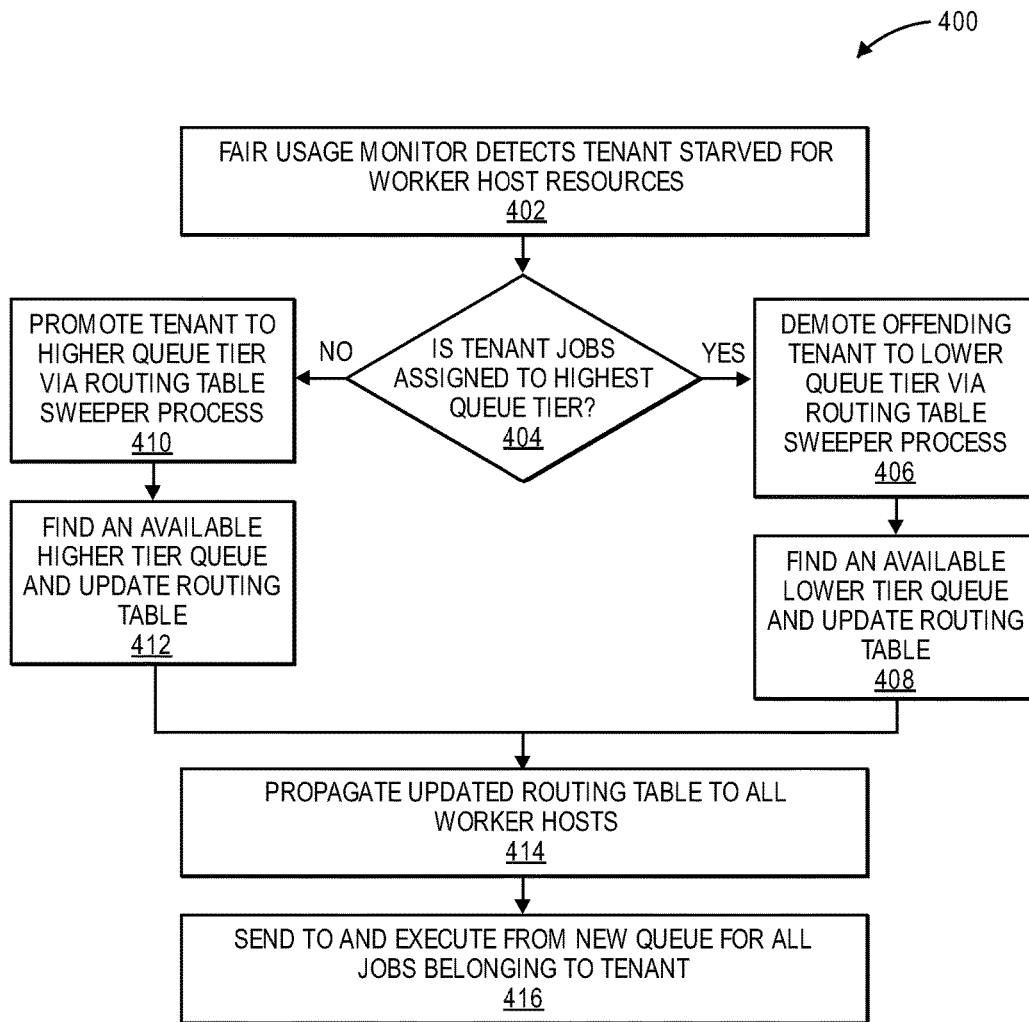 400
FAIR USAGE MONITOR DETECTS TENANT STARVED FOR
WORKER HOST RESOURCES
402
IS TENANT JOBS
ASSIGNED TO HIGHEST
QUEUE TIER?
404
NO
YES
PROMOTE TENANT TO
HIGHER QUEUE TIER
VIA ROUTING TABLE
SWEEPER PROCESS
410
FIND AN AVAILABLE
HIGHER TIER QUEUE
AND UPDATE ROUTING
TABLE
412
DEMOTE OFFENDING
TENANT TO LOWER
QUEUE TIER VIA
ROUTING TABLE
SWEEPER PROCESS
406
FIND AN AVAILABLE
LOWER TIER QUEUE
AND UPDATE ROUTING
TABLE
408
PROPAGATE UPDATED ROUTING TABLE TO ALL
WORKER HOSTS
414
SEND TO AND EXECUTE FROM NEW QUEUE FOR ALL
JOBS BELONGING TO TENANT
416